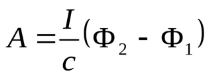 A = I/c (Φ₂ - Φ₁)